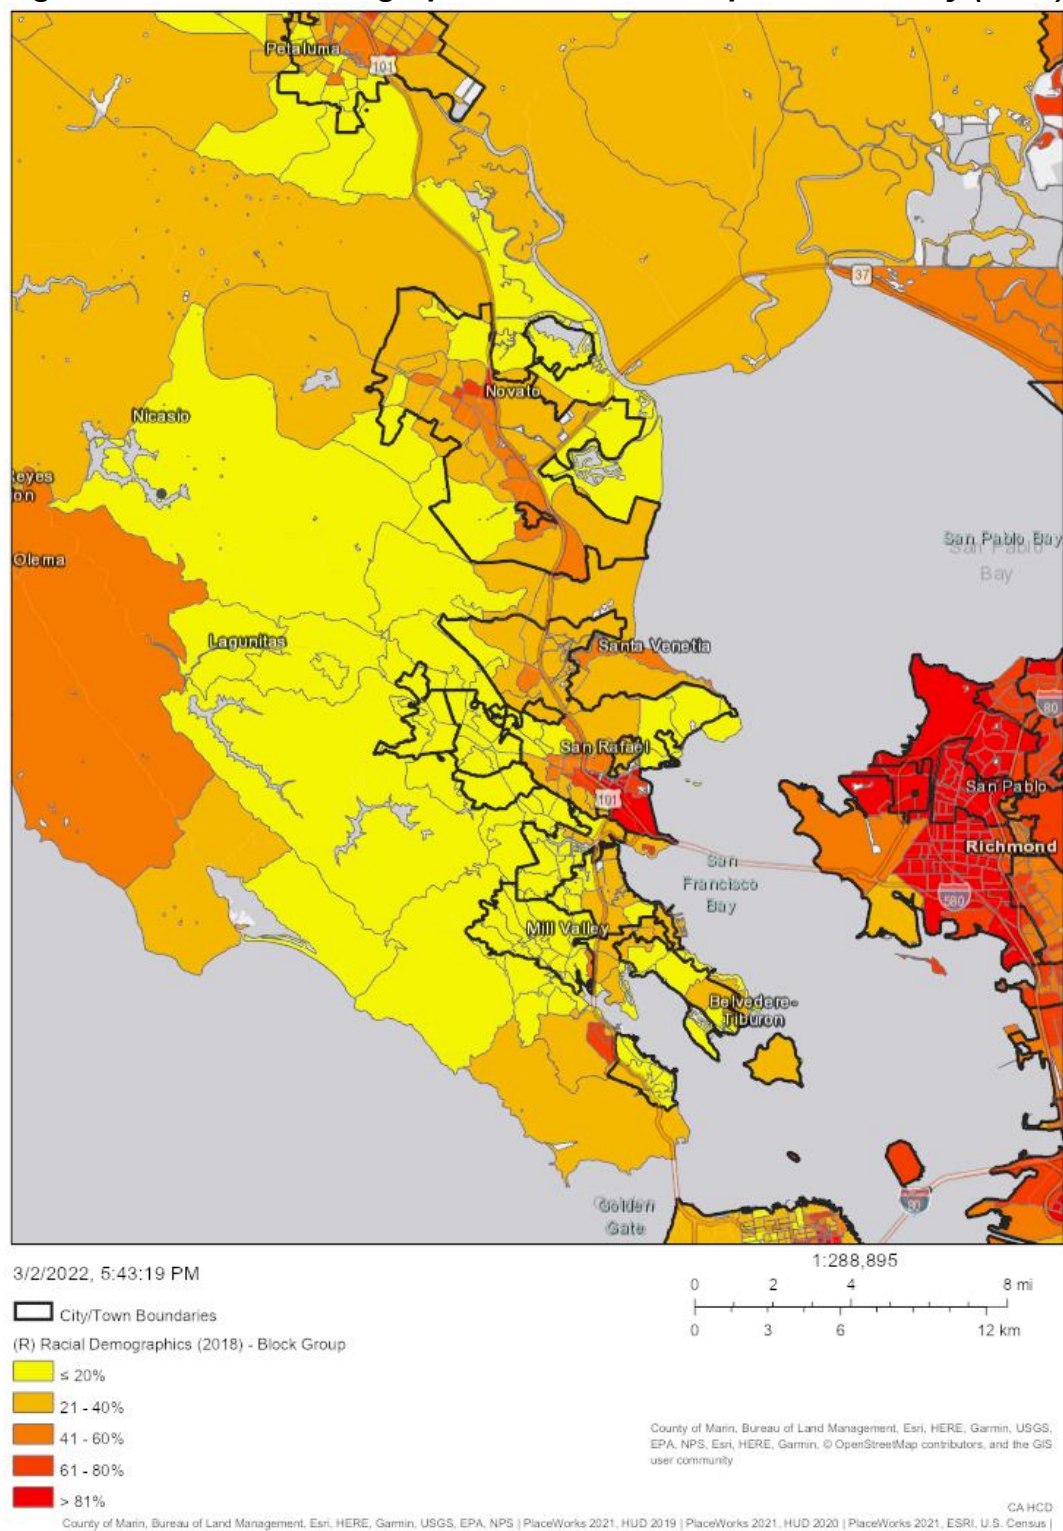 Petaluma
101
37
Novato
Nicasio
Reyes
on
Olema
San Pablo Bay
San Pablo
Bay
Lagunitas
Santa Venetia
80
San Rafael
San Pablo
101
Richmond
San
Francisco
Bay
580
Mill Valley
Belvedere-
Tiburon
Golden
Gate
80
3/2/2022, 5:43:19 PM
1:288,895
0 2 4 8 mi
0 3 6 12 km
City/Town Boundaries
(R) Racial Demographics (2018) - Block Group
≤ 20%
21 - 40%
41 - 60%
61 - 80%
> 81%
County of Marin, Bureau of Land Management, Esri, HERE, Garmin, USGS,
EPA, NPS, Esri, HERE, Garmin, © OpenStreetMap contributors, and the GIS
user community
CA HCD
County of Marin, Bureau of Land Management, Esri, HERE, Garmin, USGS, EPA, NPS | PlaceWorks 2021, HUD 2019 | PlaceWorks 2021, HUD 2020 | PlaceWorks 2021, ESRI, U.S. Census |